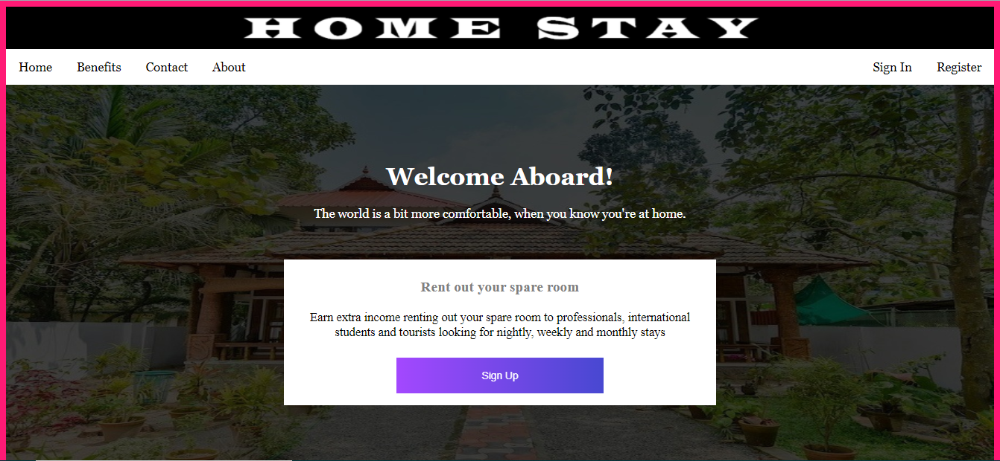 HOME STAY
Home Benefits Contact About Sign In Register
Welcome Aboard!
The world is a bit more comfortable, when you know you're at home.
Rent out your spare room
Earn extra income renting out your spare room to professionals, international
students and tourists looking for nightly, weekly and monthly stays
Sign Up